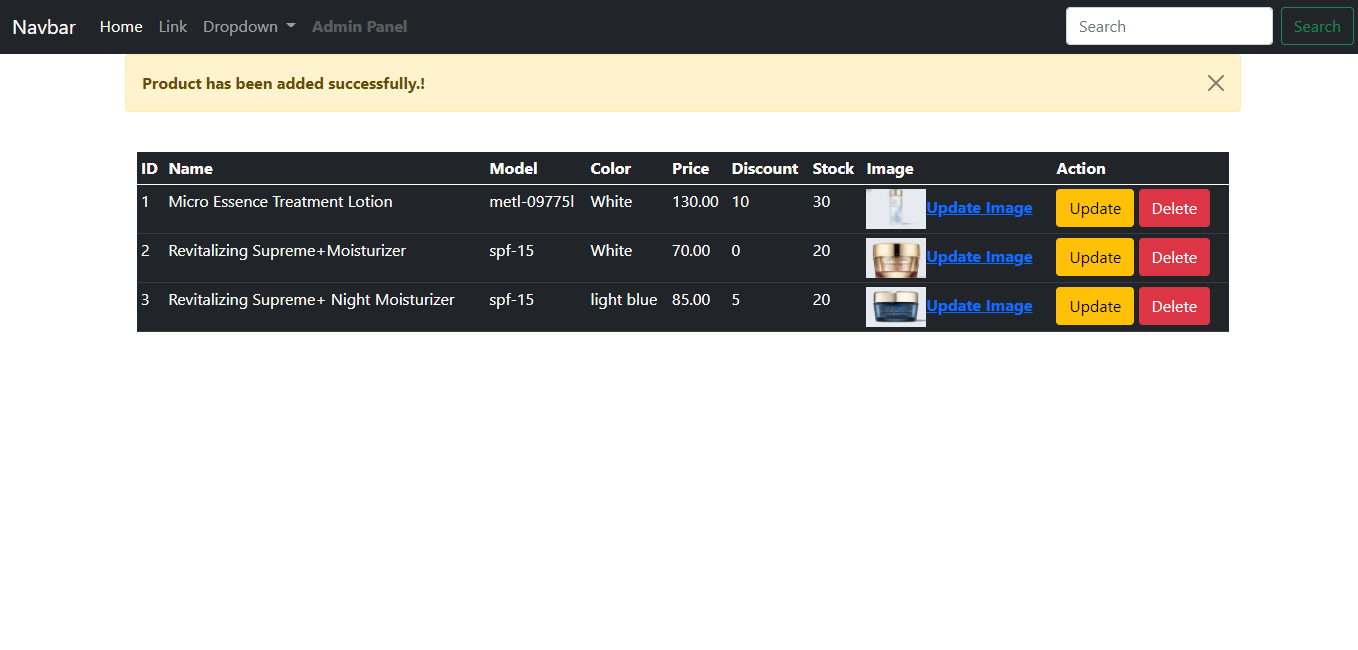 Navbar Home Link Dropdown Admin Panel Search Search
Product has been added successfully.!
ID Name Model Color Price Discount Stock Image Action
1 Micro Essence Treatment Lotion metl-09775l White 130.00 10 30 Update Image Update Delete
2 Revitalizing Supreme+Moisturizer spf-15 White 70.00 0 20 Update Image Update Delete
3 Revitalizing Supreme+ Night Moisturizer spf-15 light blue 85.00 5 20 Update Image Update Delete